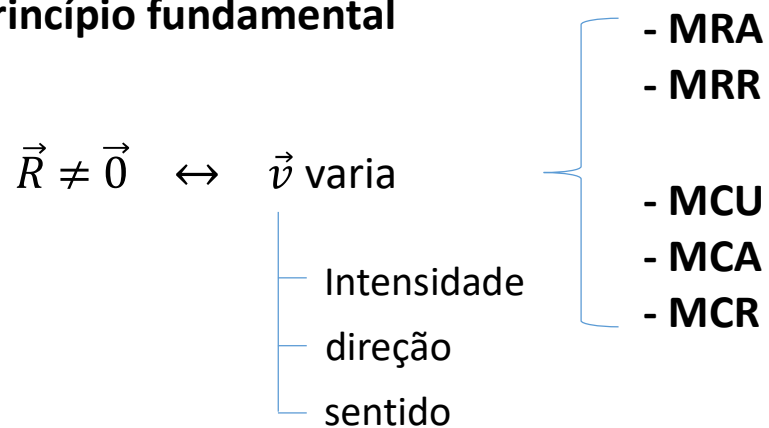 rincípio fundamental
R⃗ ≠ 0⃗ ↔ v⃗ varia
Intensidade
direção
sentido
- MRA
- MRR
- MCU
- MCA
- MCR